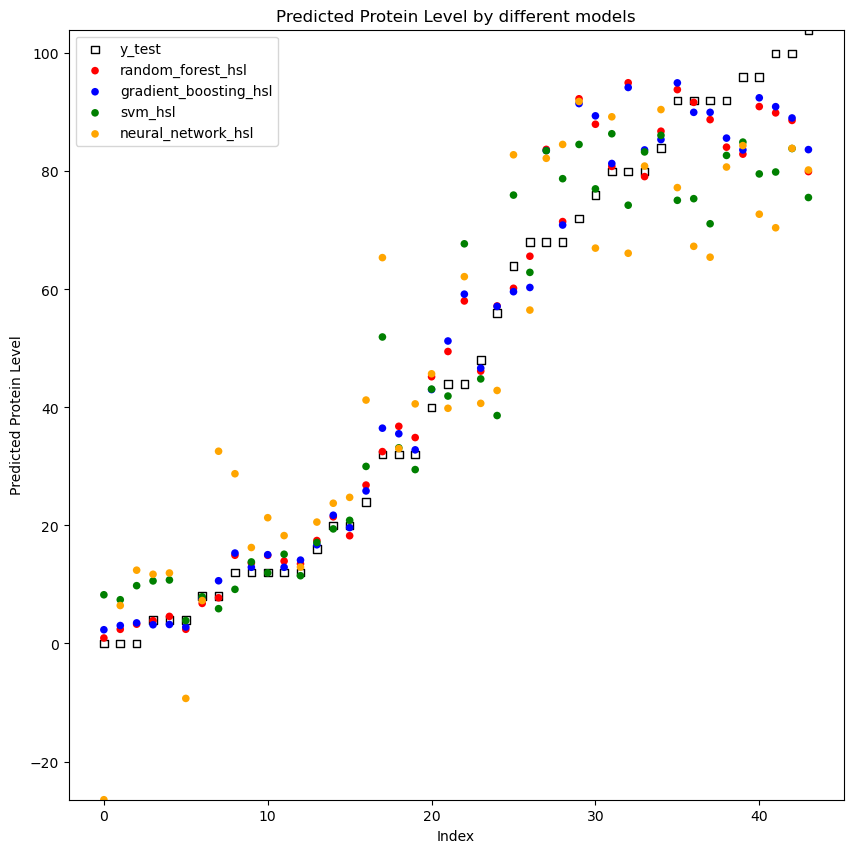 Predicted Protein Level by different models
y_test
random_forest_hsl
gradient_boosting_hsl
svm_hsl
neural_network_hsl
100
80
60
40
20
0
−20
Predicted Protein Level
0 10 20 30 40
Index